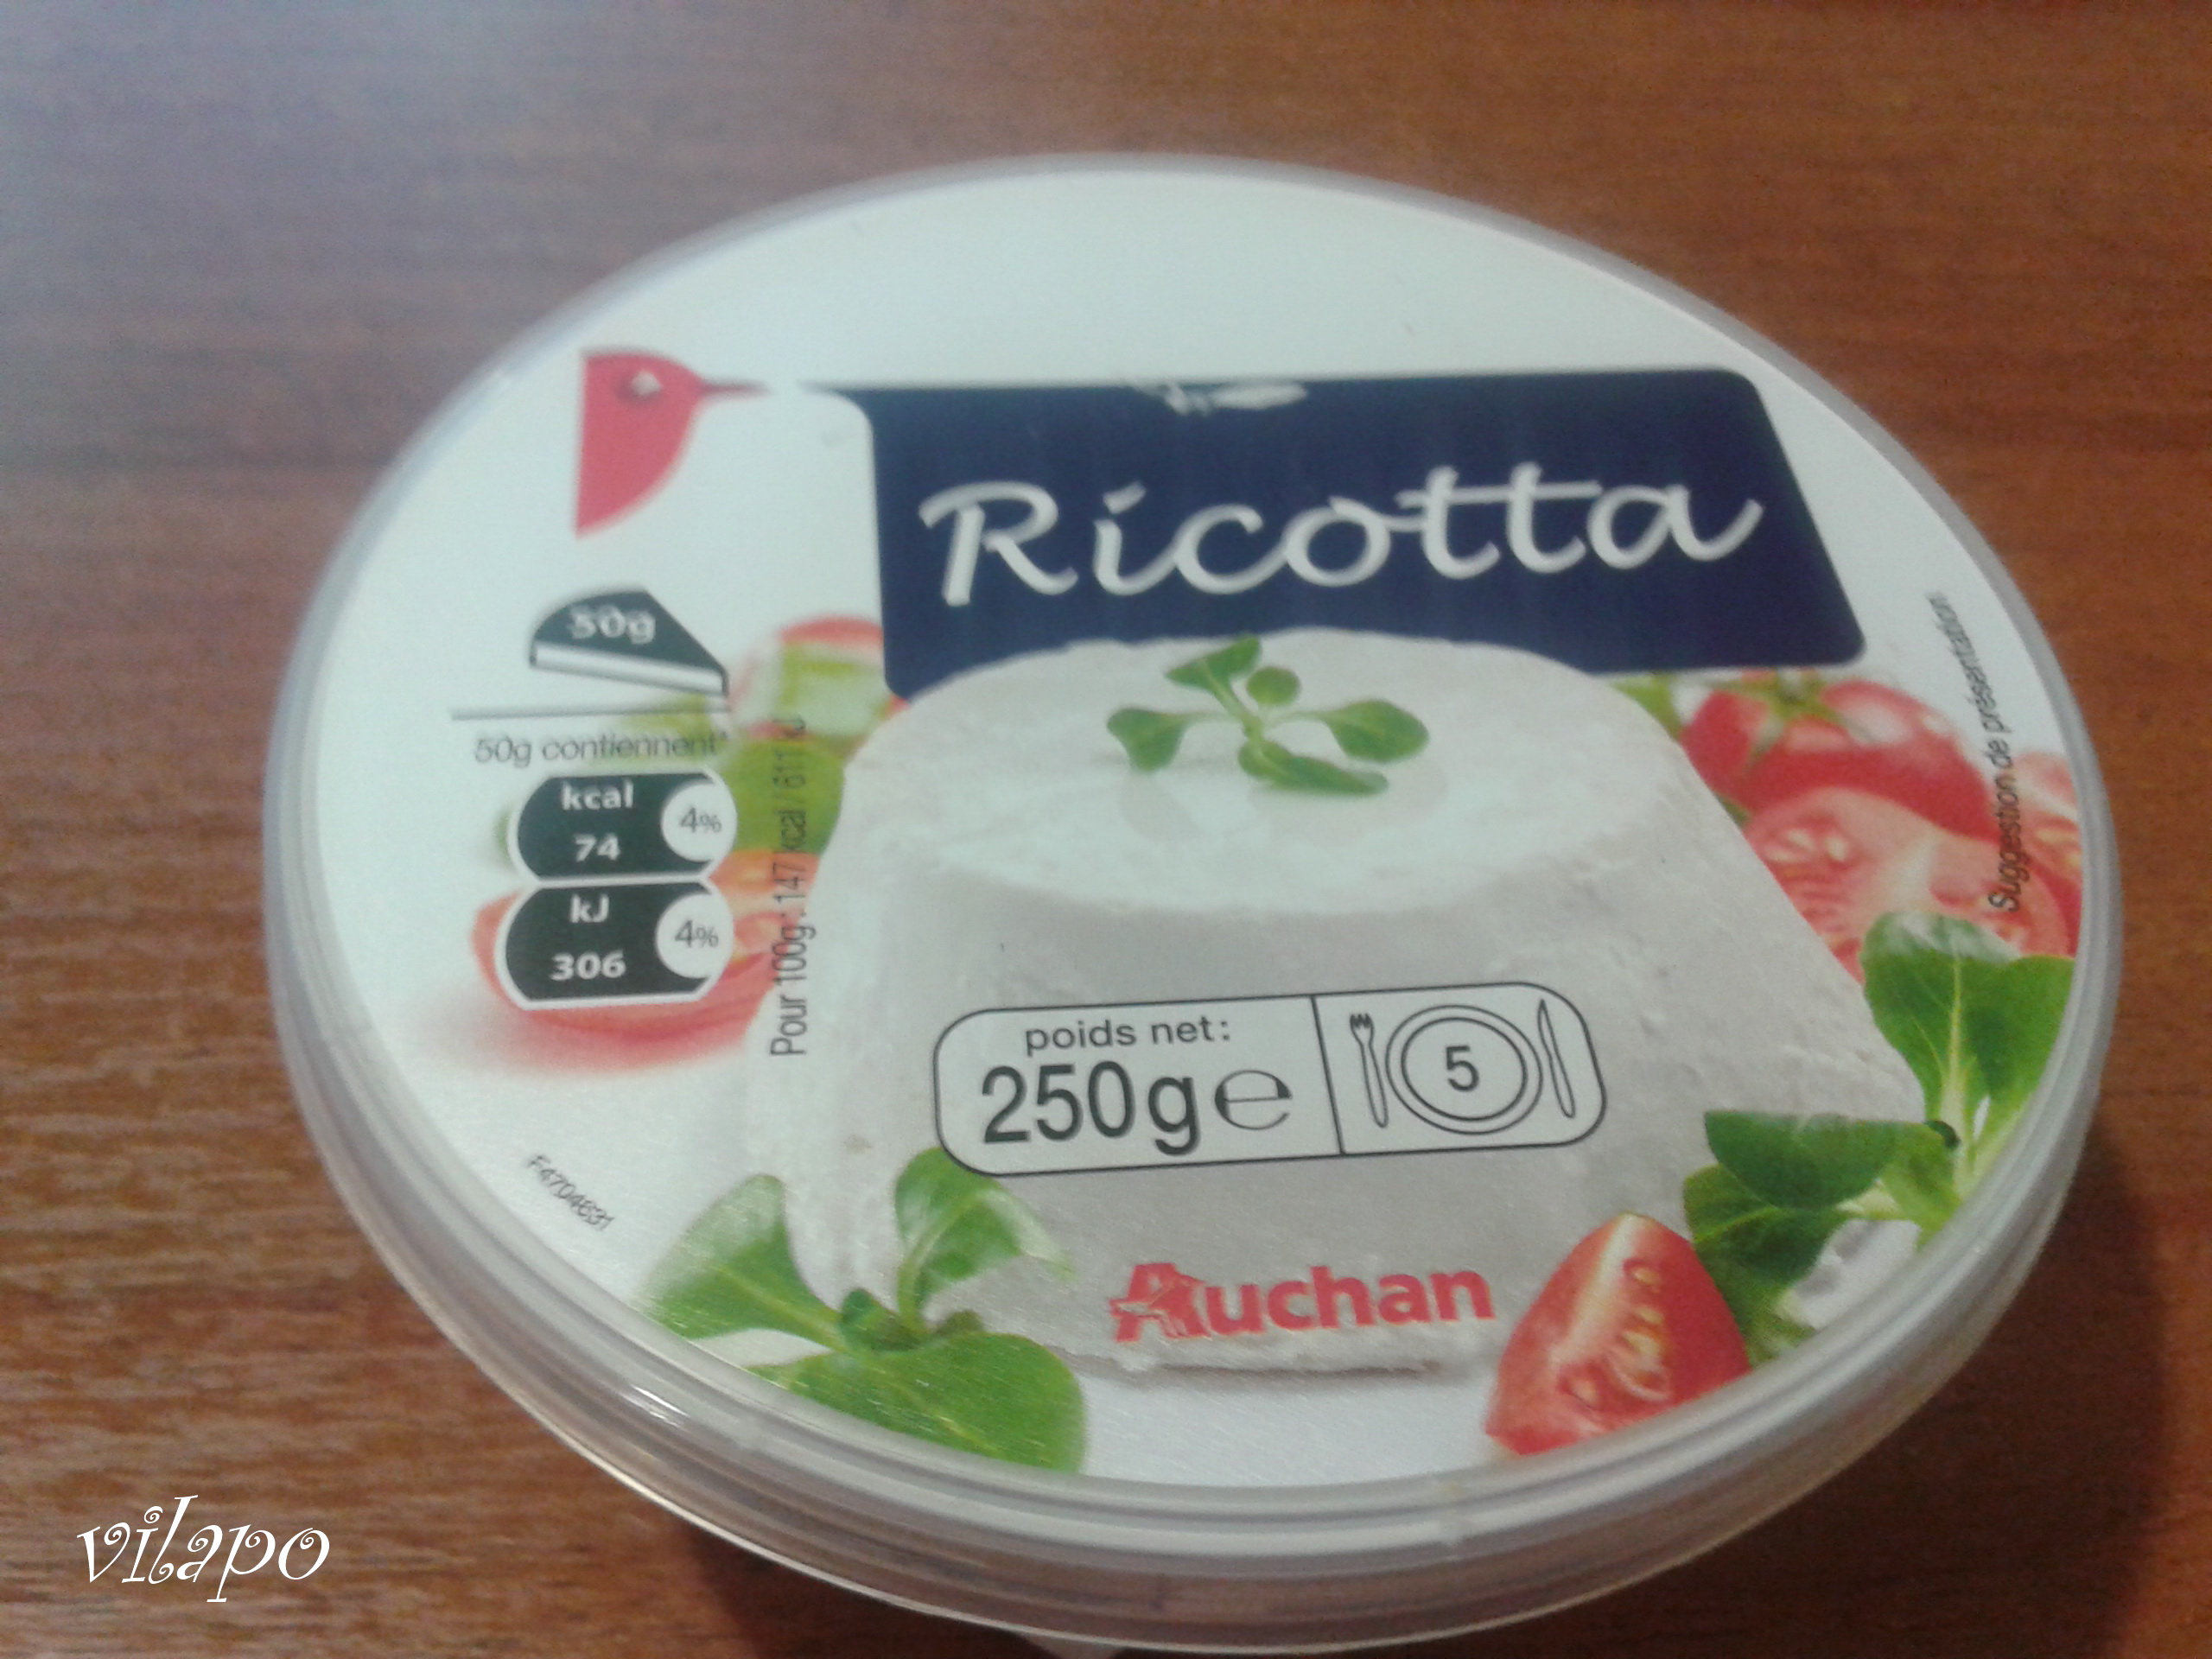 Ricotta
50g
50g contiennent*
kcal
74
4%
kJ
306
4%
Pour 100g: 147 kcal / 611 kJ
Suggestion de présentation
poids net:
250g e
5
F4704631
Auchan
vilapo